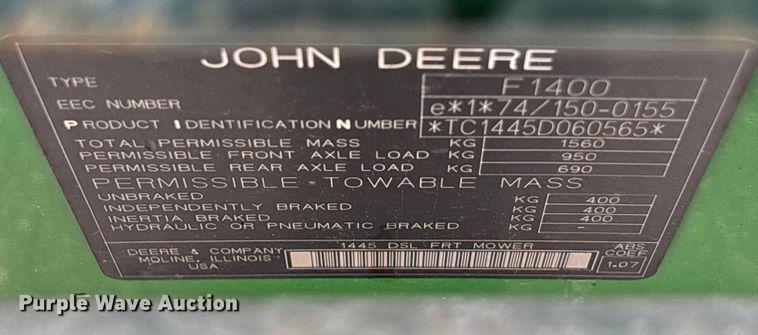 JOHN DEERE
TYPE F1400
EEC NUMBER e*1*74/150-0155
PRODUCT IDENTIFICATION NUMBER *TC1445D060565*
TOTAL PERMISSIBLE MASS KG 1560
PERMISSIBLE FRONT AXLE LOAD KG 950
PERMISSIBLE REAR AXLE LOAD KG 690
PERMISSIBLE TOWABLE MASS
UNBRAKED KG 400
INDEPENDENTLY BRAKED KG 400
INERTIA BRAKED KG 400
HYDRAULIC OR PNEUMATIC BRAKED KG -
DEERE & COMPANY 1445 DSL FRT MOWER ABS.
MOLINE, ILLINOIS COEF
USA 1.07
Purple Wave Auction